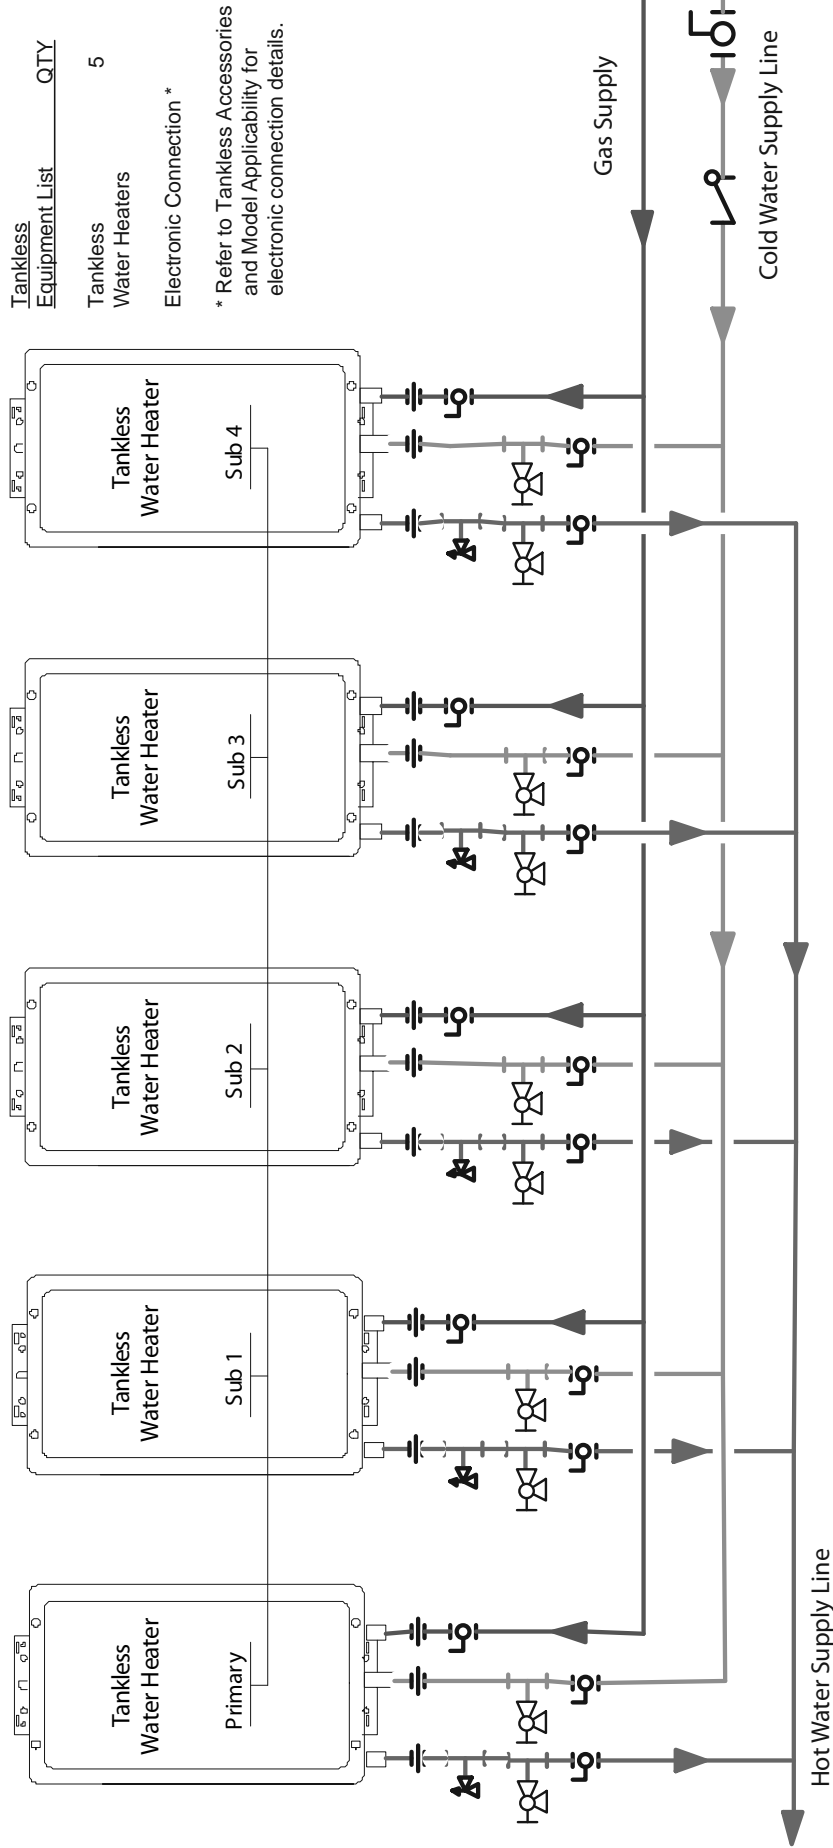 Tankless
Water Heater
Primary
Tankless
Water Heater
Sub 1
Tankless
Water Heater
Sub 2
Tankless
Water Heater
Sub 3
Tankless
Water Heater
Sub 4
Tankless
Equipment List QTY
Tankless
Water Heaters 5
Electronic Connection *
* Refer to Tankless Accessories
and Model Applicability for
electronic connection details.
Gas Supply
Cold Water Supply Line
Hot Water Supply Line